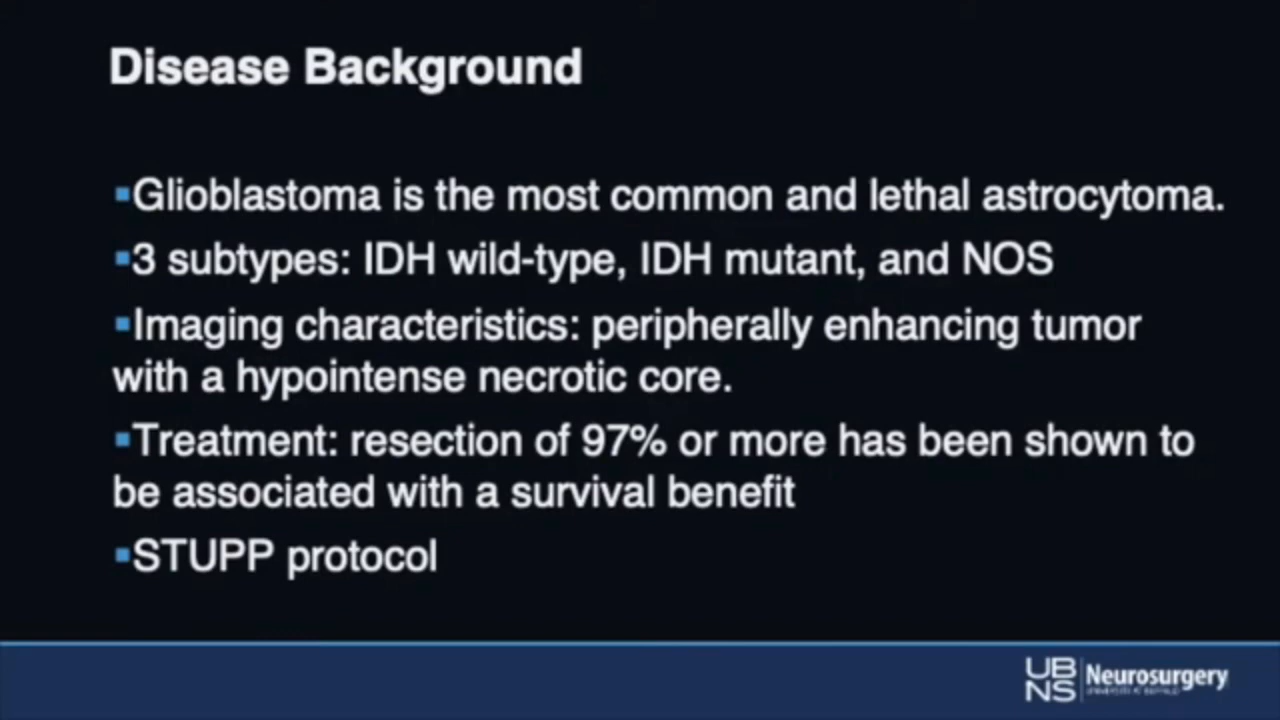 Disease Background
▪Glioblastoma is the most common and lethal astrocytoma.
▪3 subtypes: IDH wild-type, IDH mutant, and NOS
▪Imaging characteristics: peripherally enhancing tumor
with a hypointense necrotic core.
▪Treatment: resection of 97% or more has been shown to
be associated with a survival benefit
▪STUPP protocol
UB
NS
Neurosurgery